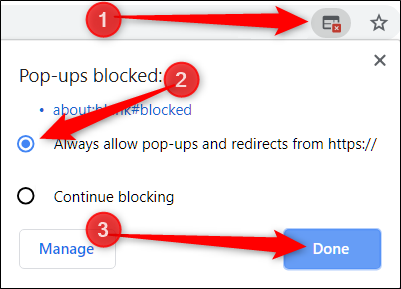 1
Pop-ups blocked:
2
about:blank#blocked
Always allow pop-ups and redirects from https://
Continue blocking
3
Manage
Done